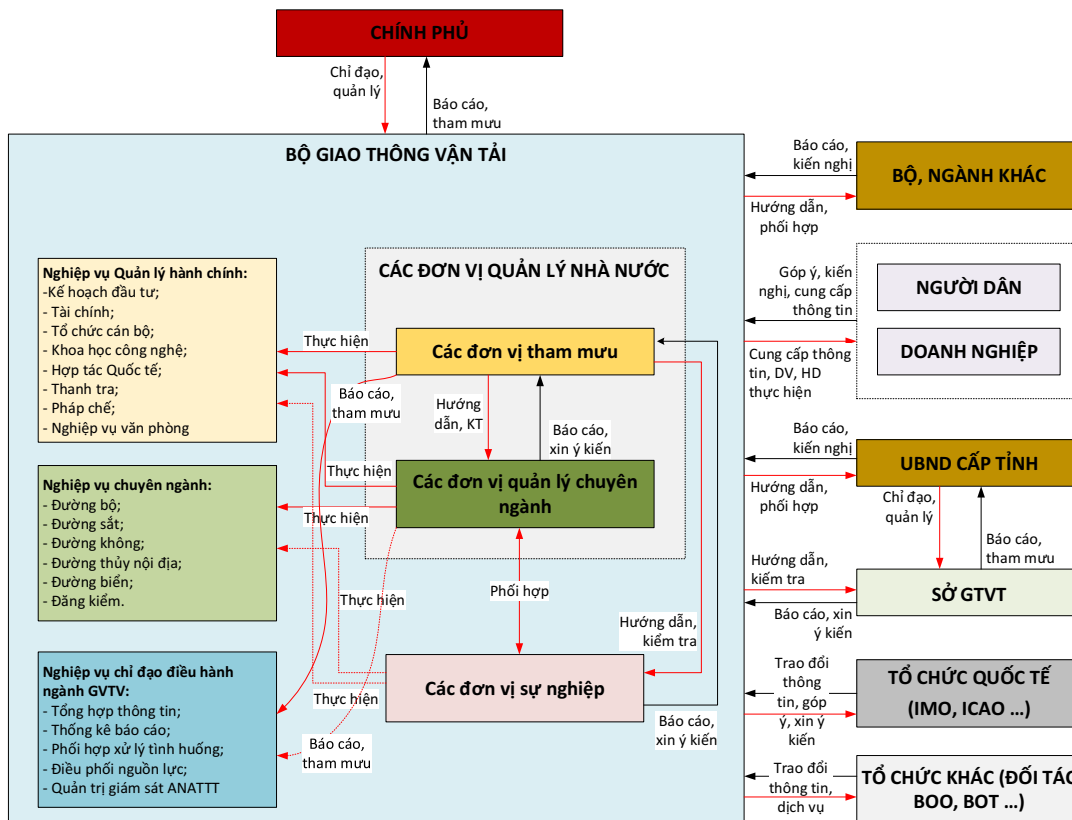 CHÍNH PHỦ
Chỉ đạo,
quản lý
Báo cáo,
tham mưu
BỘ GIAO THÔNG VẬN TẢI
Nghiệp vụ Quản lý hành chính:
-Kế hoạch đầu tư;
- Tài chính;
- Tổ chức cán bộ;
- Khoa học công nghệ;
- Hợp tác Quốc tế;
- Thanh tra;
- Pháp chế;
- Nghiệp vụ văn phòng
Nghiệp vụ chuyên ngành:
- Đường bộ;
- Đường sắt;
- Đường không;
- Đường thủy nội địa;
- Đường biển;
- Đăng kiểm.
Nghiệp vụ chỉ đạo điều hành
ngành GVTV:
- Tổng hợp thông tin;
- Thống kê báo cáo;
- Phối hợp xử lý tình huống;
- Điều phối nguồn lực;
- Quản trị giám sát ANATTT
Thực hiện
Báo cáo,
tham mưu
Thực hiện
Thực hiện
Thực hiện
Thực hiện
Báo cáo,
tham mưu
CÁC ĐƠN VỊ QUẢN LÝ NHÀ NƯỚC
Các đơn vị tham mưu
Hướng
dẫn, KT
Báo cáo,
xin ý kiến
Các đơn vị quản lý chuyên
ngành
Phối hợp
Hướng dẫn,
kiểm tra
Các đơn vị sự nghiệp
Báo cáo,
xin ý kiến
Báo cáo,
kiến nghị
BỘ, NGÀNH KHÁC
Hướng dẫn,
phối hợp
Góp ý, kiến
nghị, cung cấp
thông tin
NGƯỜI DÂN
DOANH NGHIỆP
Cung cấp thông
tin, DV, HD
thực hiện
Báo cáo,
kiến nghị
UBND CẤP TỈNH
Hướng dẫn,
phối hợp
Chỉ đạo,
quản lý
Báo cáo,
tham mưu
Hướng dẫn,
kiểm tra
SỞ GTVT
Báo cáo, xin
ý kiến
Trao đổi
thông
tin, góp
ý, xin ý
kiến
TỔ CHỨC QUỐC TẾ
(IMO, ICAO ...)
Trao đổi
thông tin,
dịch vụ
TỔ CHỨC KHÁC (ĐỐI TÁC
BOO, BOT ...)